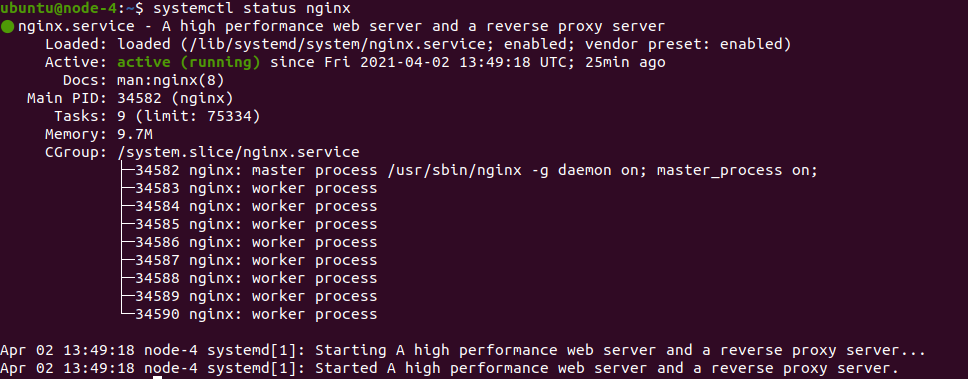 ubuntu@node-4:~$ systemctl status nginx
● nginx.service - A high performance web server and a reverse proxy server
     Loaded: loaded (/lib/systemd/system/nginx.service; enabled; vendor preset: enabled)
     Active: active (running) since Fri 2021-04-02 13:49:18 UTC; 25min ago
       Docs: man:nginx(8)
   Main PID: 34582 (nginx)
      Tasks: 9 (limit: 75334)
     Memory: 9.7M
     CGroup: /system.slice/nginx.service
             ├─34582 nginx: master process /usr/sbin/nginx -g daemon on; master_process on;
             ├─34583 nginx: worker process
             ├─34584 nginx: worker process
             ├─34585 nginx: worker process
             ├─34586 nginx: worker process
             ├─34587 nginx: worker process
             ├─34588 nginx: worker process
             ├─34589 nginx: worker process
             └─34590 nginx: worker process

Apr 02 13:49:18 node-4 systemd[1]: Starting A high performance web server and a reverse proxy server...
Apr 02 13:49:18 node-4 systemd[1]: Started A high performance web server and a reverse proxy server.